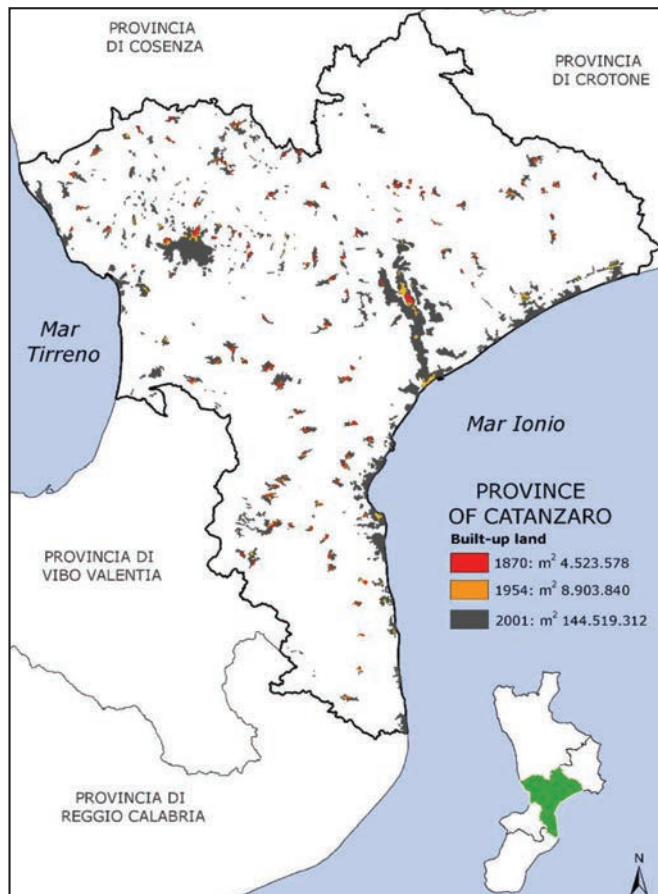 PROVINCIA
DI COSENZA
PROVINCIA
DI CROTONE
Mar
Tirreno
Mar Ionio
PROVINCE
OF CATANZARO
Built-up land
1870: m² 4.523.578
1954: m² 8.903.840
2001: m² 144.519.312
PROVINCIA DI
VIBO VALENTIA
PROVINCIA DI
REGGIO CALABRIA
N